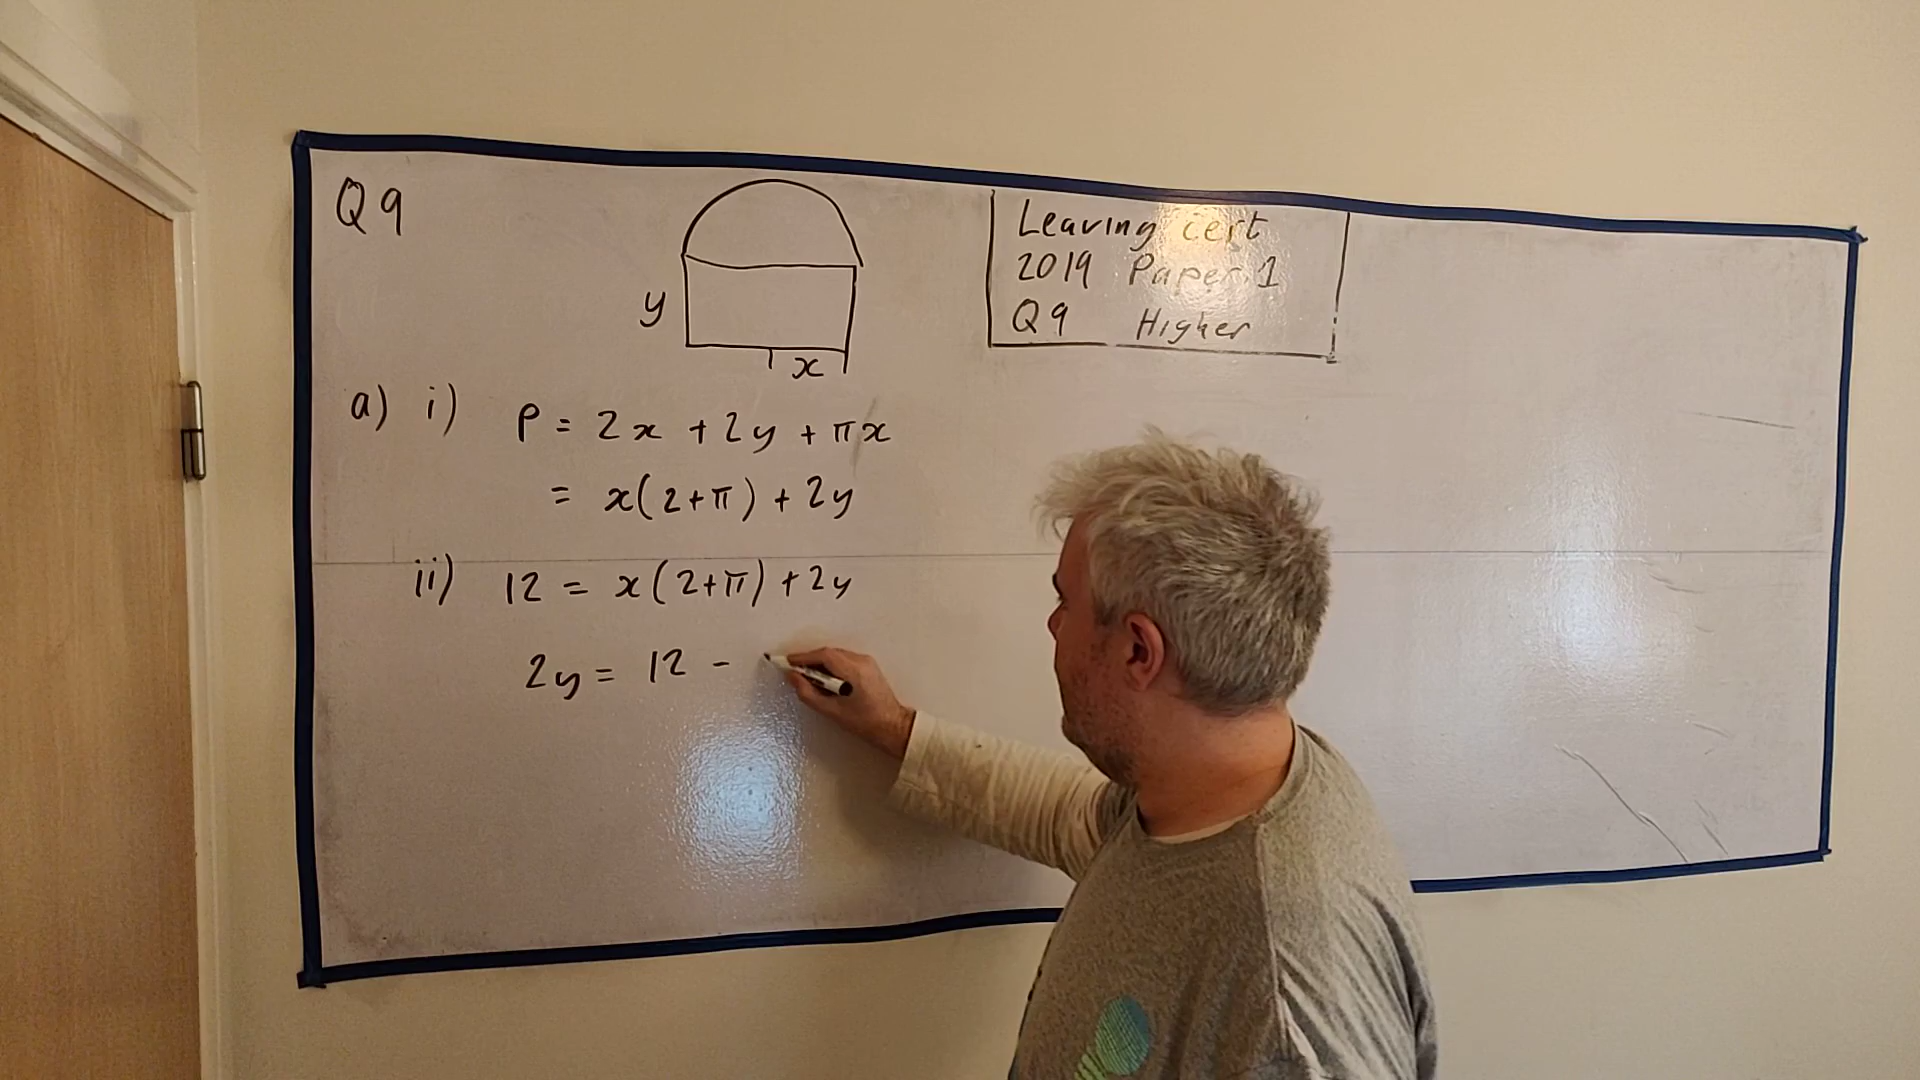 Q9
y
x
Leaving cert
2019 Paper 1
Q9 Higher
a) i) P = 2x + 2y + πx
= x(2+π) + 2y
ii) 12 = x(2+π) + 2y
2y = 12 -